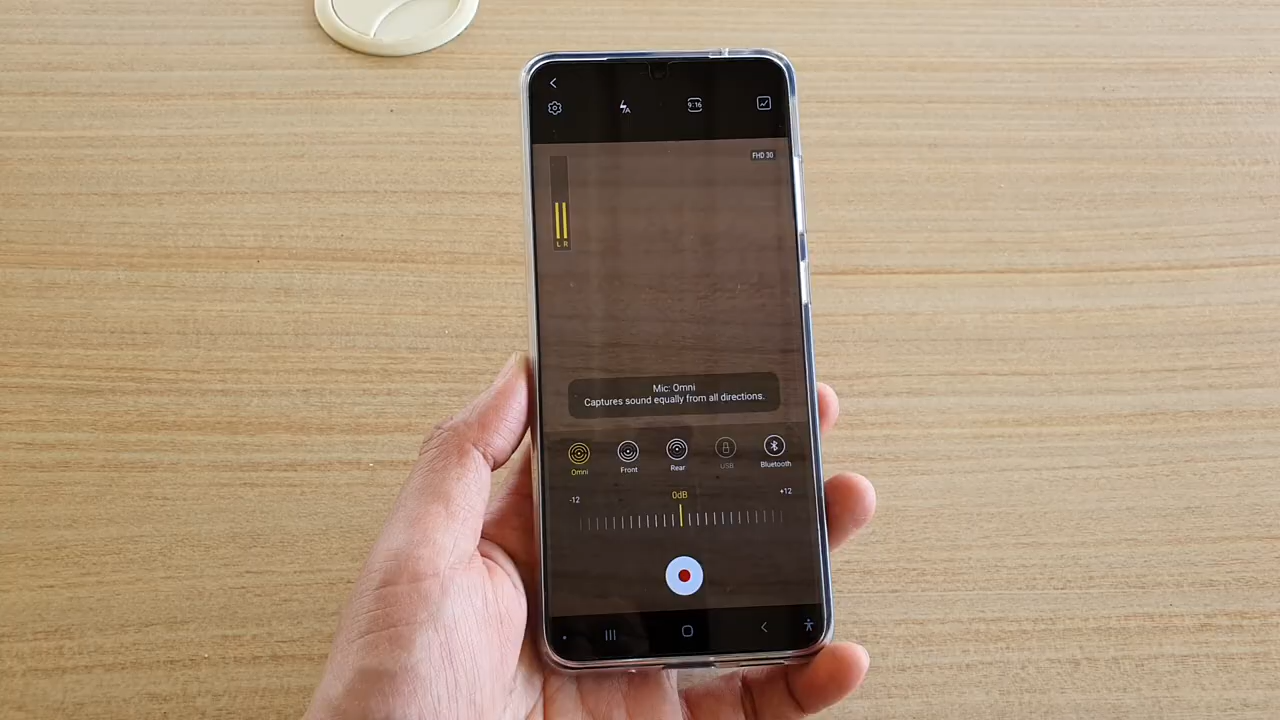 9:16
FHD 30
L R
Mic: Omni
Captures sound equally from all directions.
Omni Front Rear USB Bluetooth
-12 0dB +12